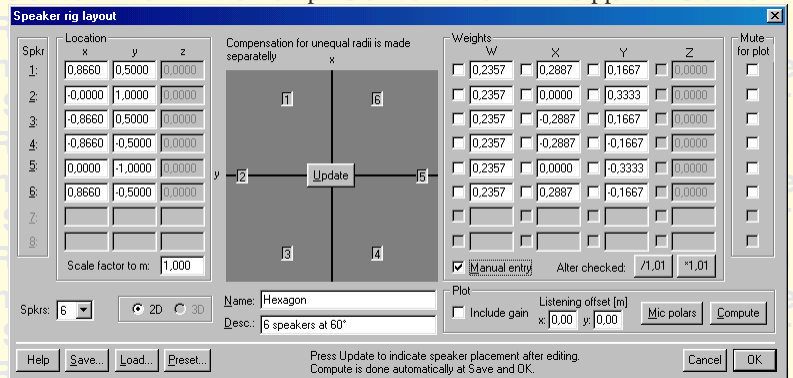 Speaker rig layout
Spkr Location Compensation for unequal radii is made separatelly Weights Mute for plot
x y z x W X Y Z
1: 0,8660 0,5000 0,0000 0,2357 0,2887 0,1667 0,0000
2: -0,0000 1,0000 0,0000 1 6 0,2357 0,0000 0,3333 0,0000
3: -0,8660 0,5000 0,0000 0,2357 -0,2887 0,1667 0,0000
4: -0,8660 -0,5000 0,0000 0,2357 -0,2887 -0,1667 0,0000
5: 0,0000 -1,0000 0,0000 y 2 Update 5 0,2357 0,0000 -0,3333 0,0000
6: 0,8660 -0,5000 0,0000 0,2357 0,2887 -0,1667 0,0000
7:
8: 3 4
Scale factor to m: 1,000 Manual entry Alter checked: /1,01 *1,01
Spkrs: 6 2D 3D Name: Hexagon
Desc.: 6 speakers at 60°
Plot
Include gain Listening offset [m] x: 0,00 y: 0,00 Mic polars Compute
Help Save... Load... Preset... Press Update to indicate speaker placement after editing.
Compute is done automatically at Save and OK. Cancel OK